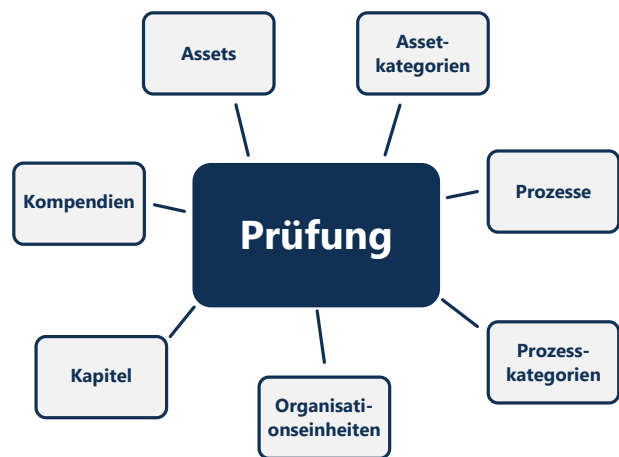 Assets
Asset-
kategorien
Kompendien
Prüfung
Prozesse
Kapitel
Organisati-
onseinheiten
Prozess-
kategorien